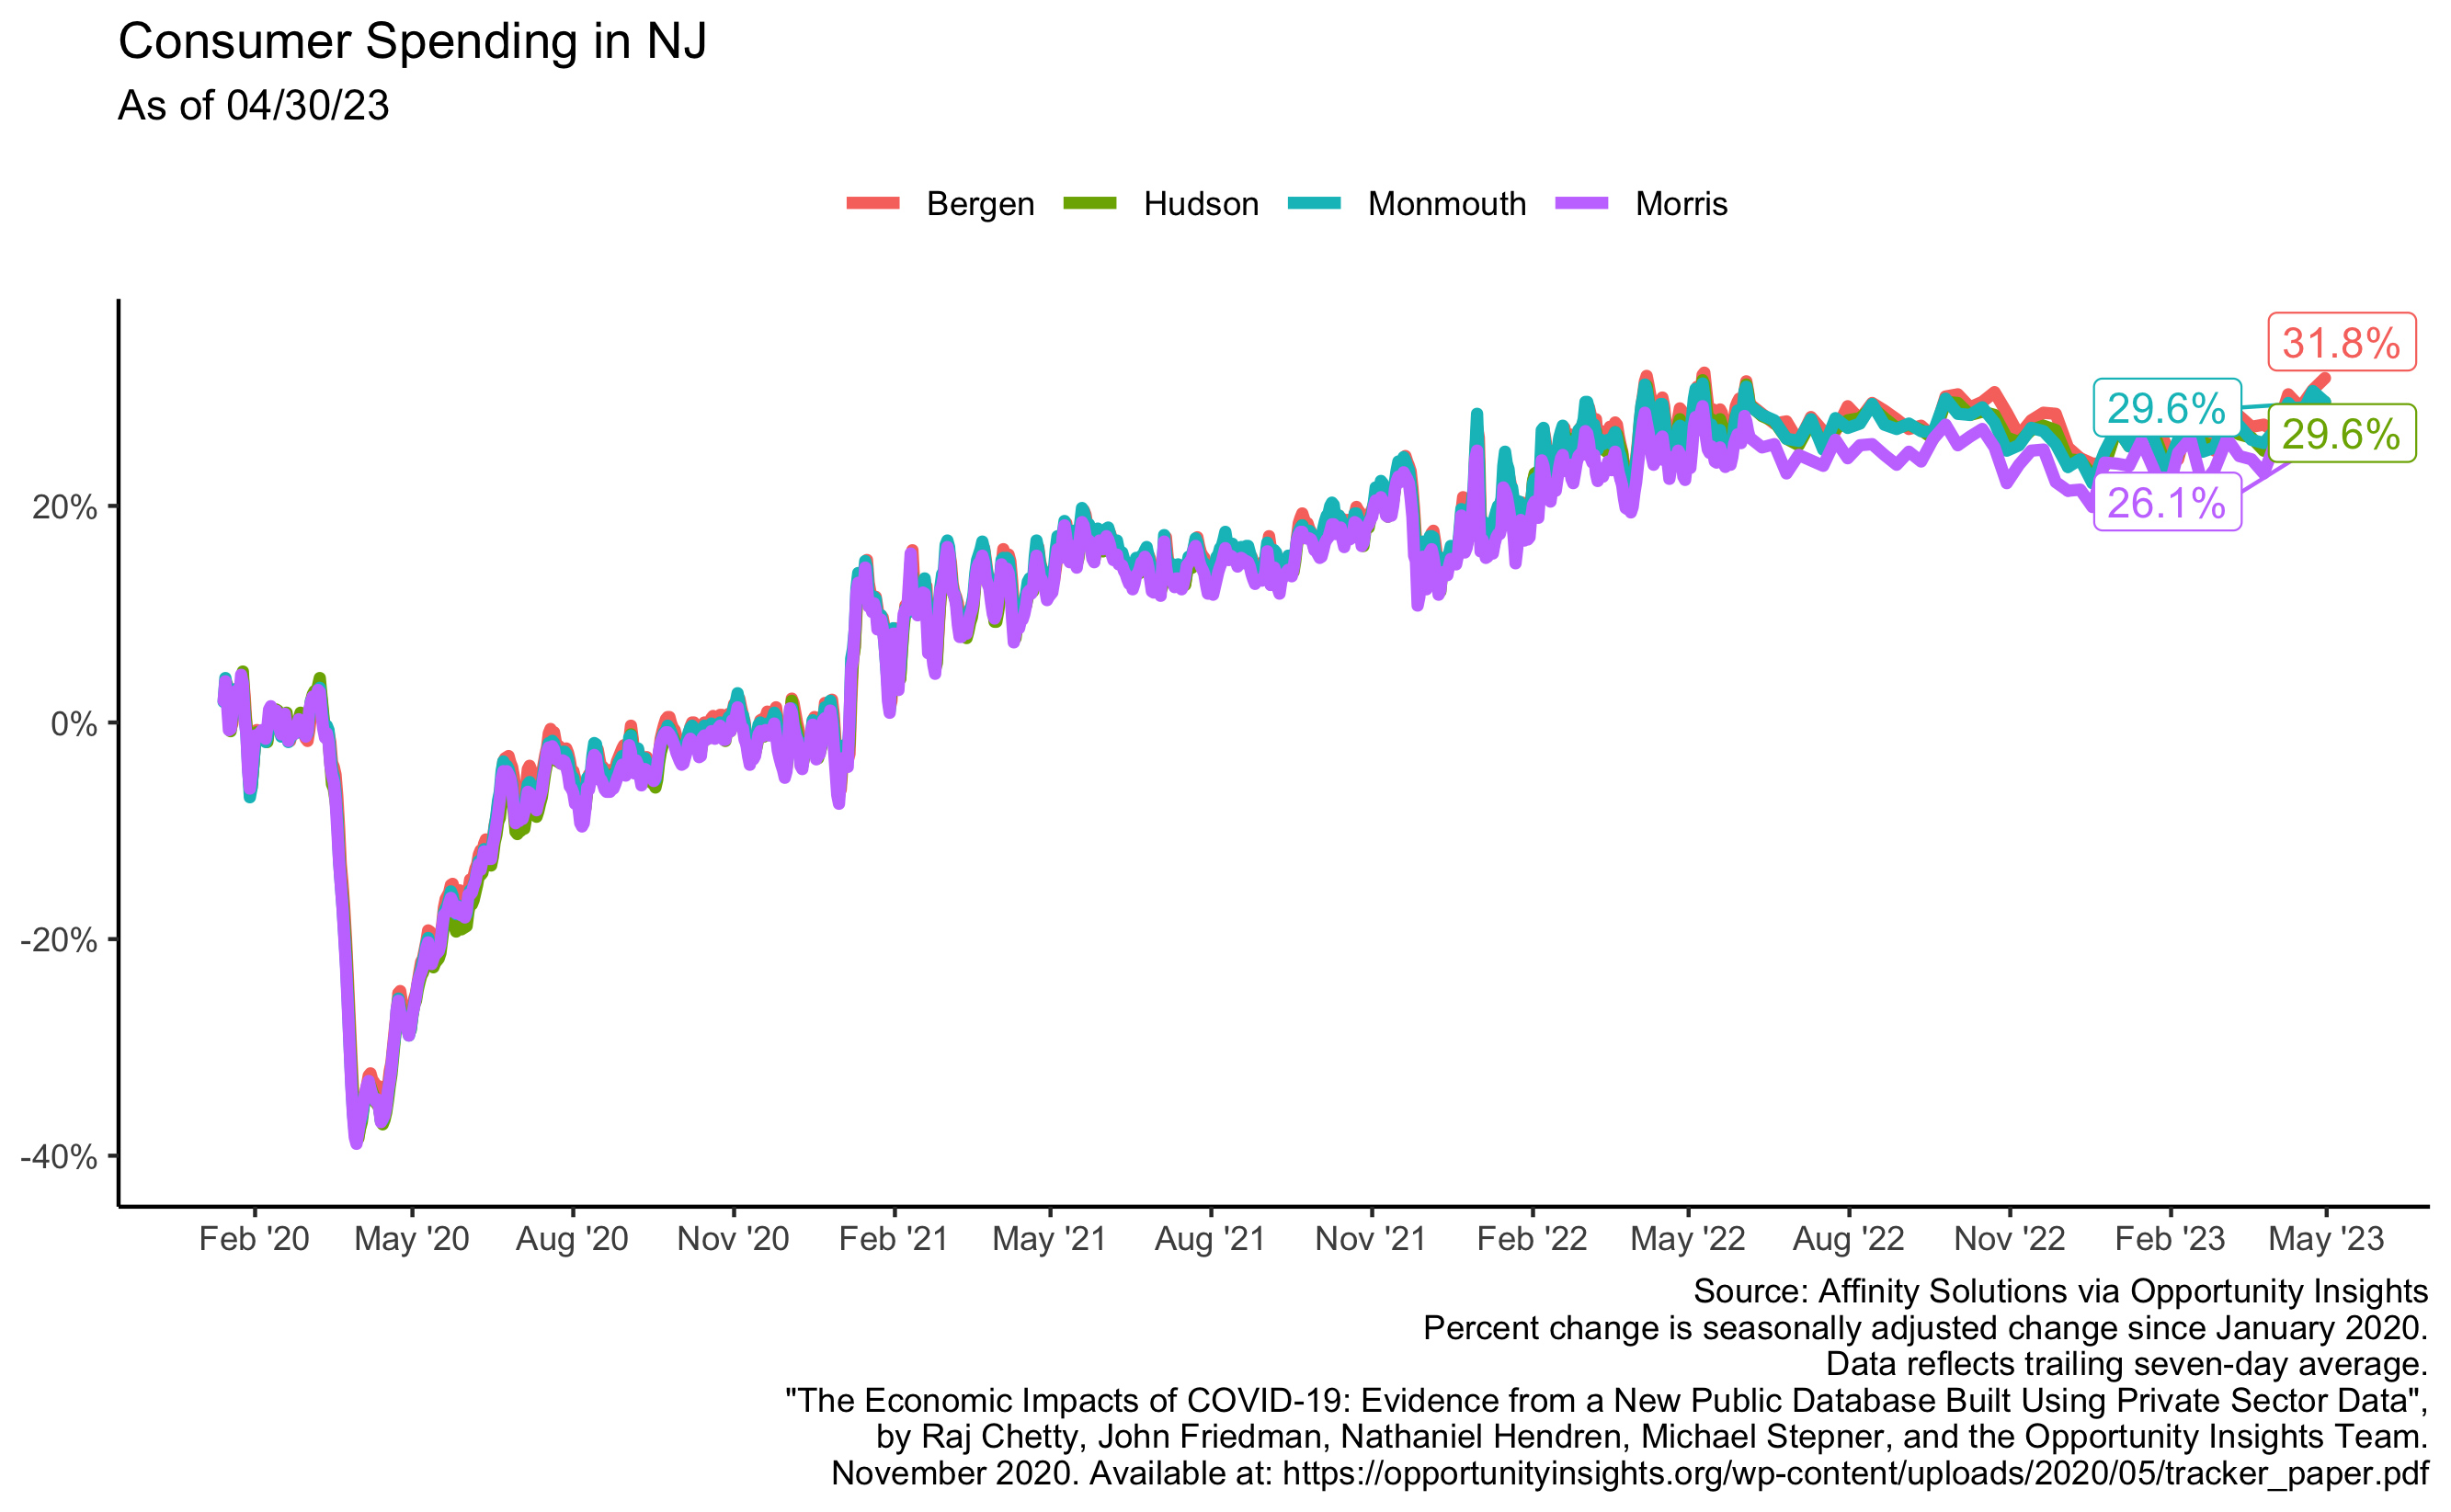 Consumer Spending in NJ
As of 04/30/23
Bergen Hudson Monmouth Morris
31.8%
29.6%
29.6%
26.1%
20%
0%
-20%
-40%
Feb '20 May '20 Aug '20 Nov '20 Feb '21 May '21 Aug '21 Nov '21 Feb '22 May '22 Aug '22 Nov '22 Feb '23 May '23
Source: Affinity Solutions via Opportunity Insights
Percent change is seasonally adjusted change since January 2020.
Data reflects trailing seven-day average.
"The Economic Impacts of COVID-19: Evidence from a New Public Database Built Using Private Sector Data",
by Raj Chetty, John Friedman, Nathaniel Hendren, Michael Stepner, and the Opportunity Insights Team.
November 2020. Available at: https://opportunityinsights.org/wp-content/uploads/2020/05/tracker_paper.pdf